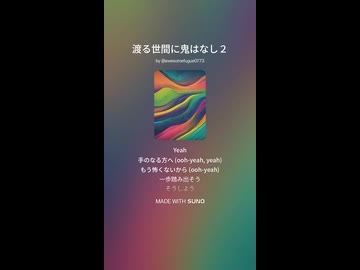 渡る世間に鬼はなし２
by @awesomefugue0773
Yeah
手のなる方へ (ooh-yeah, yeah)
もう怖くないから (ooh-yeah)
一歩踏み出そう
そうしよう
MADE WITH SUNO